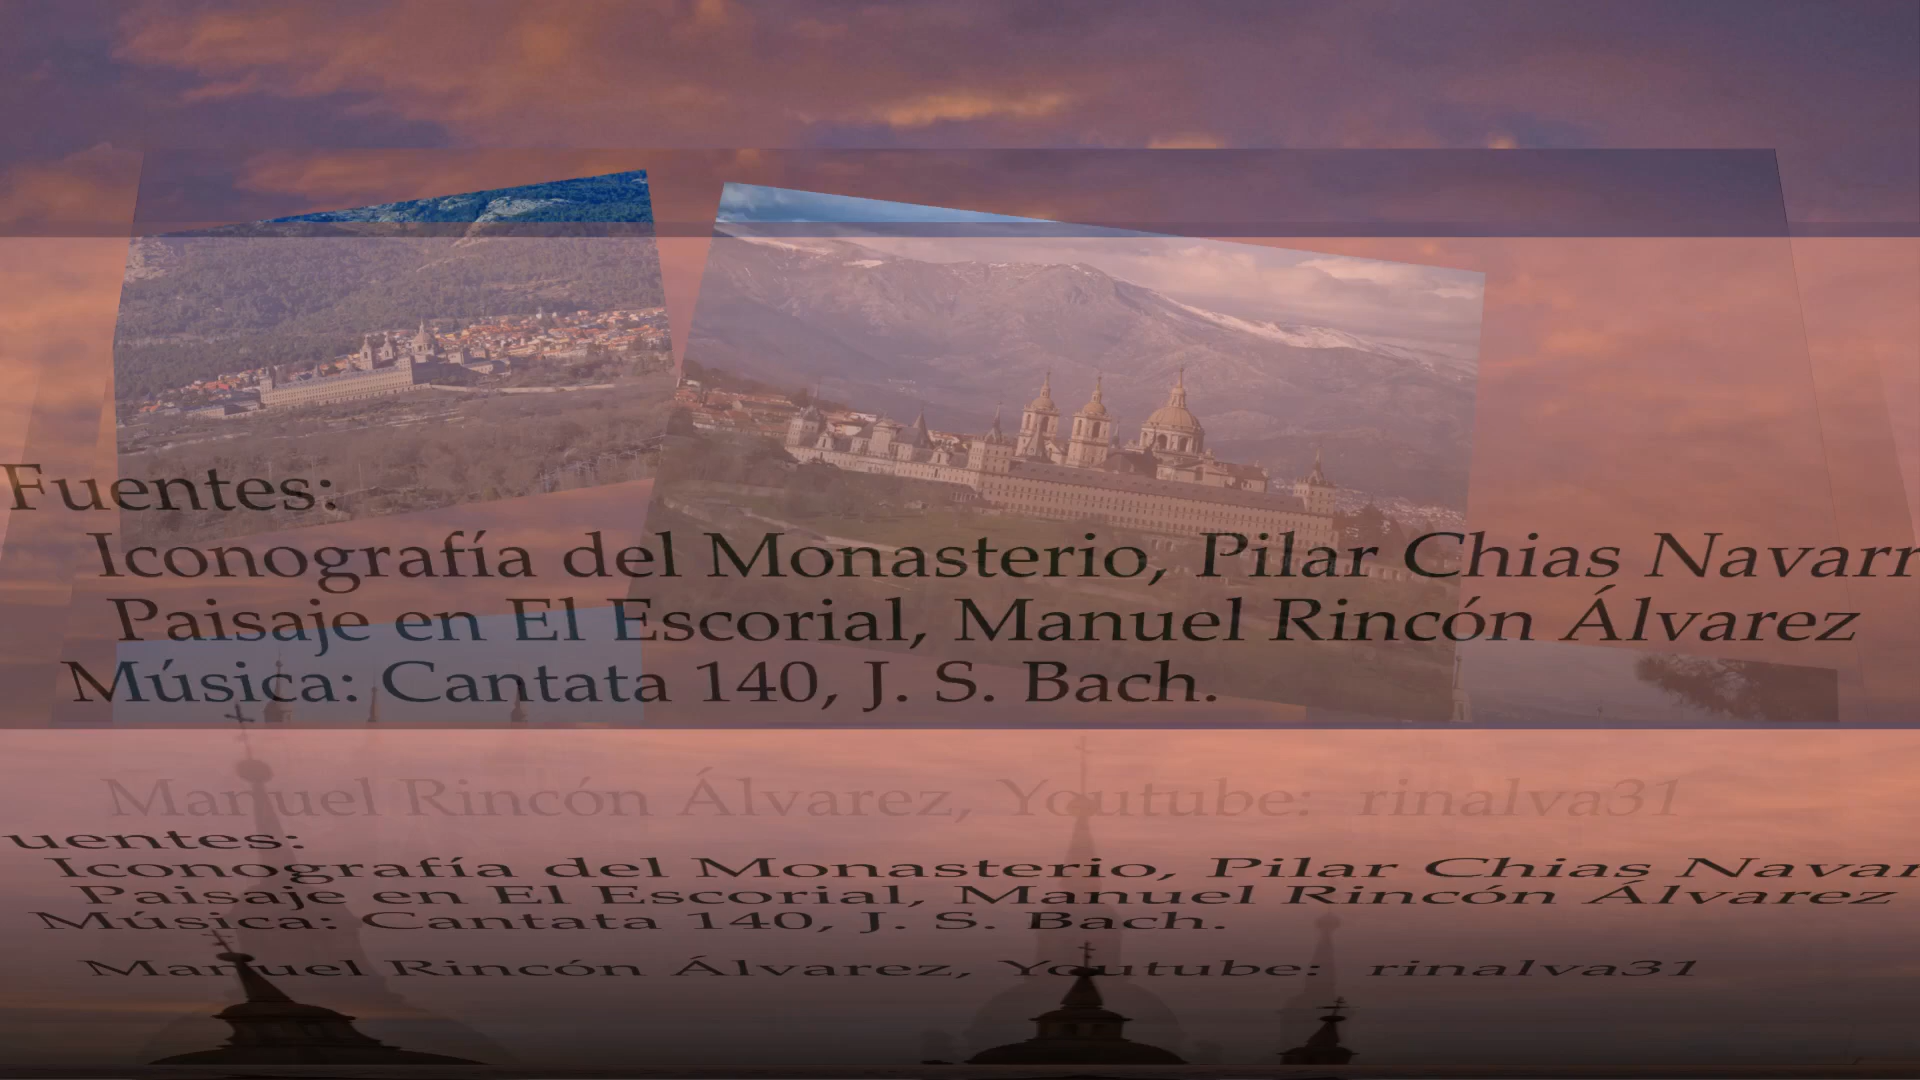 Fuentes:
Iconografía del Monasterio, Pilar Chias Navarr
Paisaje en El Escorial, Manuel Rincón Álvarez
Música: Cantata 140, J. S. Bach.
Manuel Rincón Álvarez, Youtube: rinalva31
uentes:
Iconografía del Monasterio, Pilar Chias Navar
Paisaje en El Escorial, Manuel Rincón Álvarez
Música: Cantata 140, J. S. Bach.
Manuel Rincón Álvarez, Youtube: rinalva31